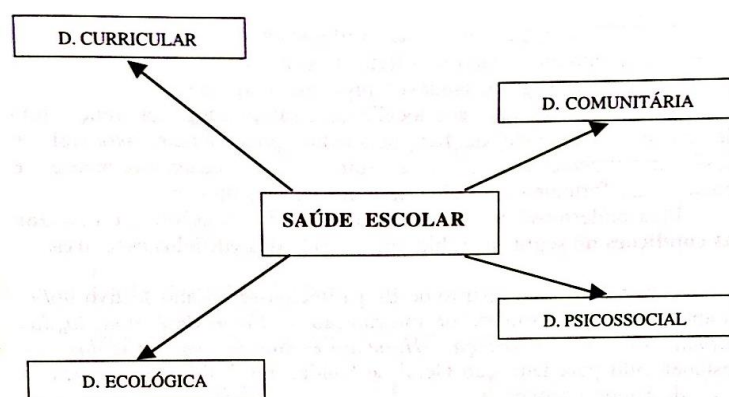 D. CURRICULAR
D. COMUNITÁRIA
SAÚDE ESCOLAR
D. PSICOSSOCIAL
D. ECOLÓGICA